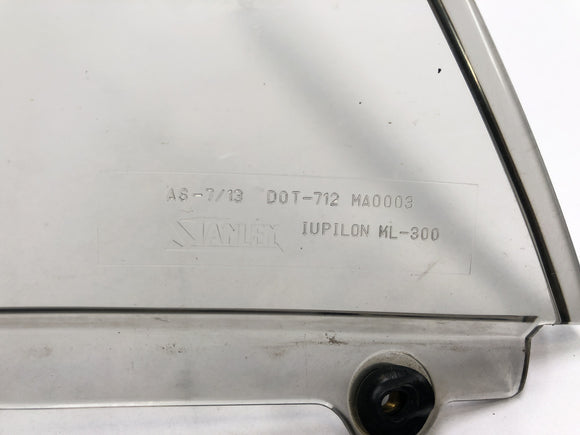 AS-7/13 DOT-712 MA0003
STANLEY IUPILON ML-300